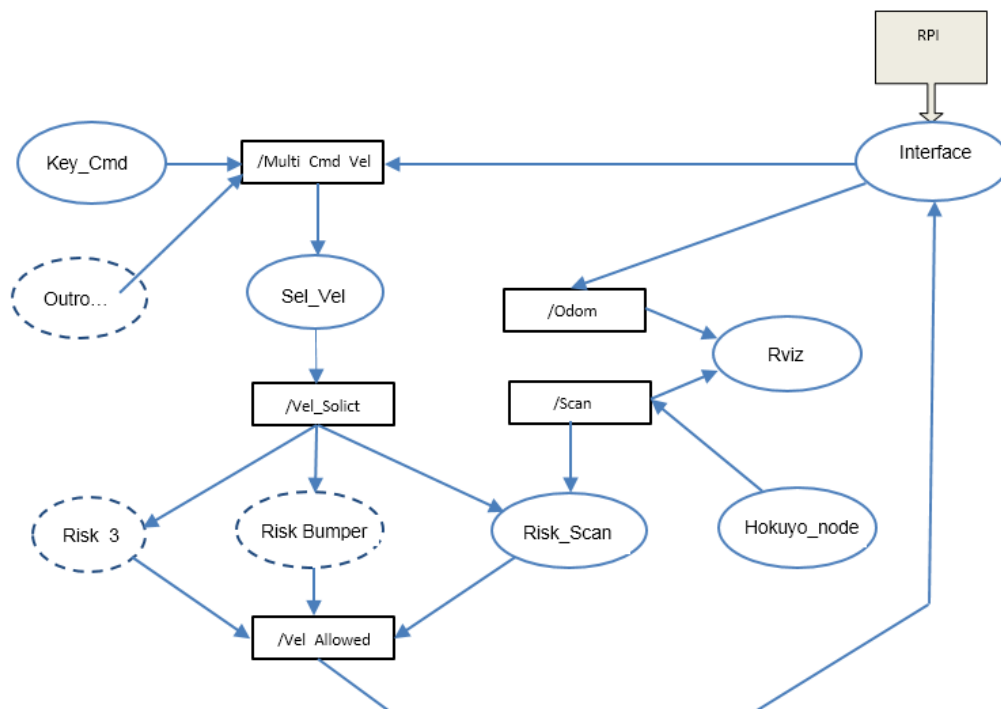 RPI
Key_Cmd
/Multi Cmd Vel
Interface
Outro…
Sel_Vel
/Odom
Rviz
/Vel_Solict
/Scan
Risk 3
Risk Bumper
Risk_Scan
Hokuyo_node
/Vel Allowed